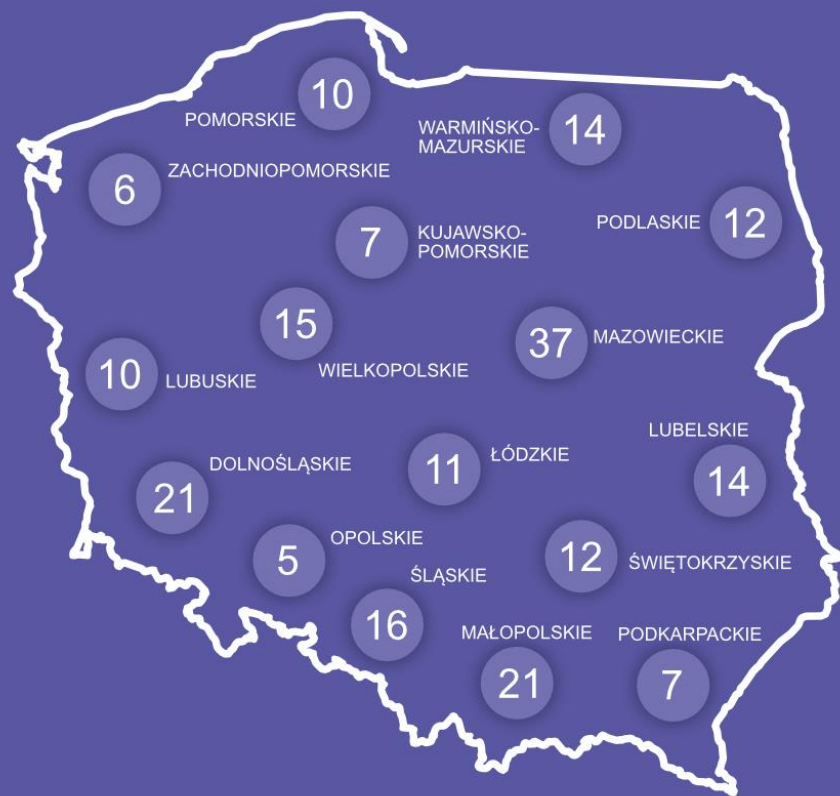 10
POMORSKIE
WARMIŃSKO-
MAZURSKIE
14
6
ZACHODNIOPOMORSKIE
7
KUJAWSKO-
POMORSKIE
PODLASKIE
12
15
WIELKOPOLSKIE
37
MAZOWIECKIE
10
LUBUSKIE
DOLNOŚLĄSKIE
21
11
ŁÓDZKIE
LUBELSKIE
14
5
OPOLSKIE
12
ŚWIĘTOKRZYSKIE
ŚLĄSKIE
16
MAŁOPOLSKIE
21
PODKARPACKIE
7